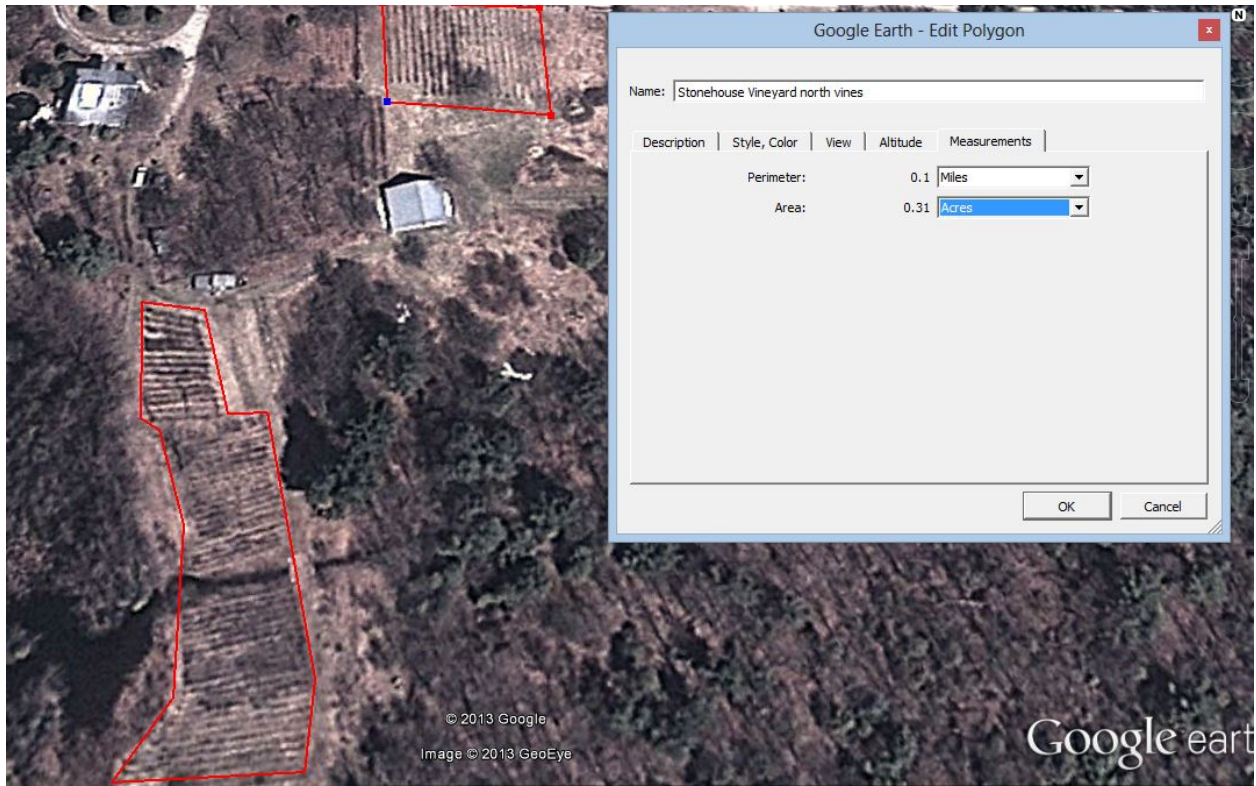 Google Earth - Edit Polygon
x
N
Name: Stonehouse Vineyard north vines
Description Style, Color View Altitude Measurements
Perimeter: 0.1 Miles
Area: 0.31 Acres
OK Cancel
© 2013 Google
Image © 2013 GeoEye
Google eart